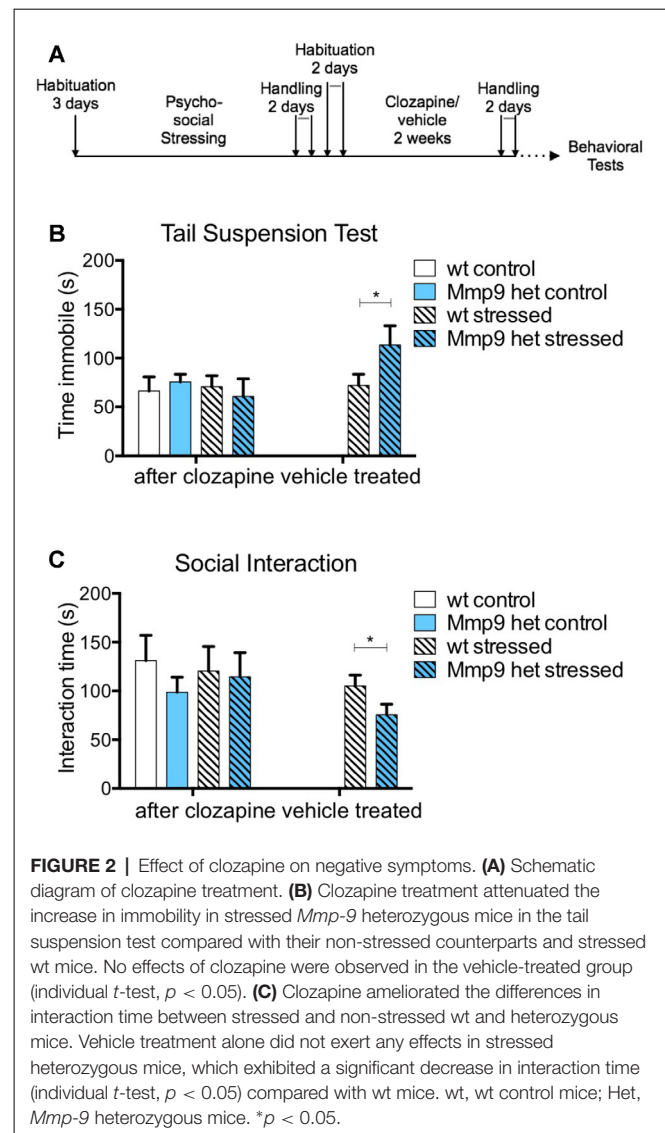 A
Habituation
3 days
Psycho-
social
Stressing
Handling
2 days
Habituation
2 days
Clozapine/
vehicle
2 weeks
Handling
2 days
Behavioral
Tests
B
Tail Suspension Test
Time immobile (s)
200
150
100
50
0
*
after clozapine vehicle treated
wt control
Mmp9 het control
wt stressed
Mmp9 het stressed
C
Social Interaction
Interaction time (s)
200
150
100
50
0
*
after clozapine vehicle treated
wt control
Mmp9 het control
wt stressed
Mmp9 het stressed
FIGURE 2 | Effect of clozapine on negative symptoms. (A) Schematic
diagram of clozapine treatment. (B) Clozapine treatment attenuated the
increase in immobility in stressed Mmp-9 heterozygous mice in the tail
suspension test compared with their non-stressed counterparts and stressed
wt mice. No effects of clozapine were observed in the vehicle-treated group
(individual t-test, p < 0.05). (C) Clozapine ameliorated the differences in
interaction time between stressed and non-stressed wt and heterozygous
mice. Vehicle treatment alone did not exert any effects in stressed
heterozygous mice, which exhibited a significant decrease in interaction time
(individual t-test, p < 0.05) compared with wt mice. wt, wt control mice; Het,
Mmp-9 heterozygous mice. *p < 0.05.